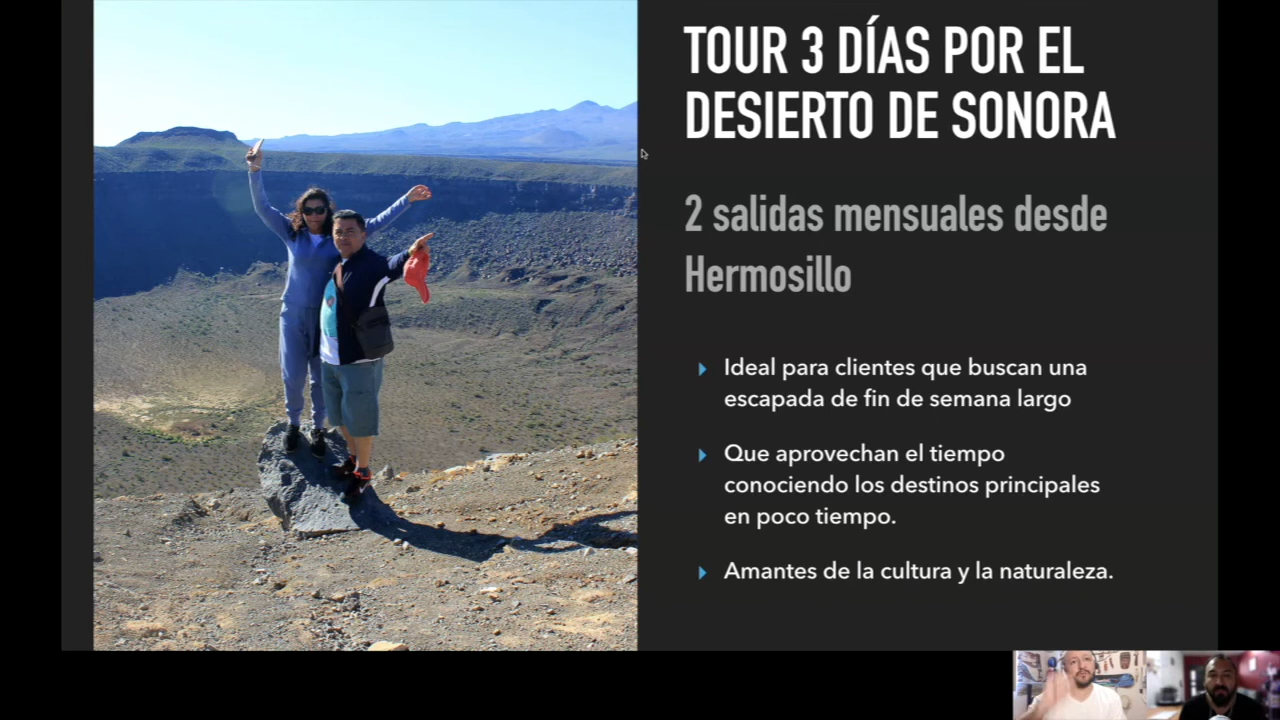 TOUR 3 DÍAS POR EL
DESIERTO DE SONORA
2 salidas mensuales desde
Hermosillo
Ideal para clientes que buscan una
escapada de fin de semana largo
Que aprovechan el tiempo
conociendo los destinos principales
en poco tiempo.
Amantes de la cultura y la naturaleza.